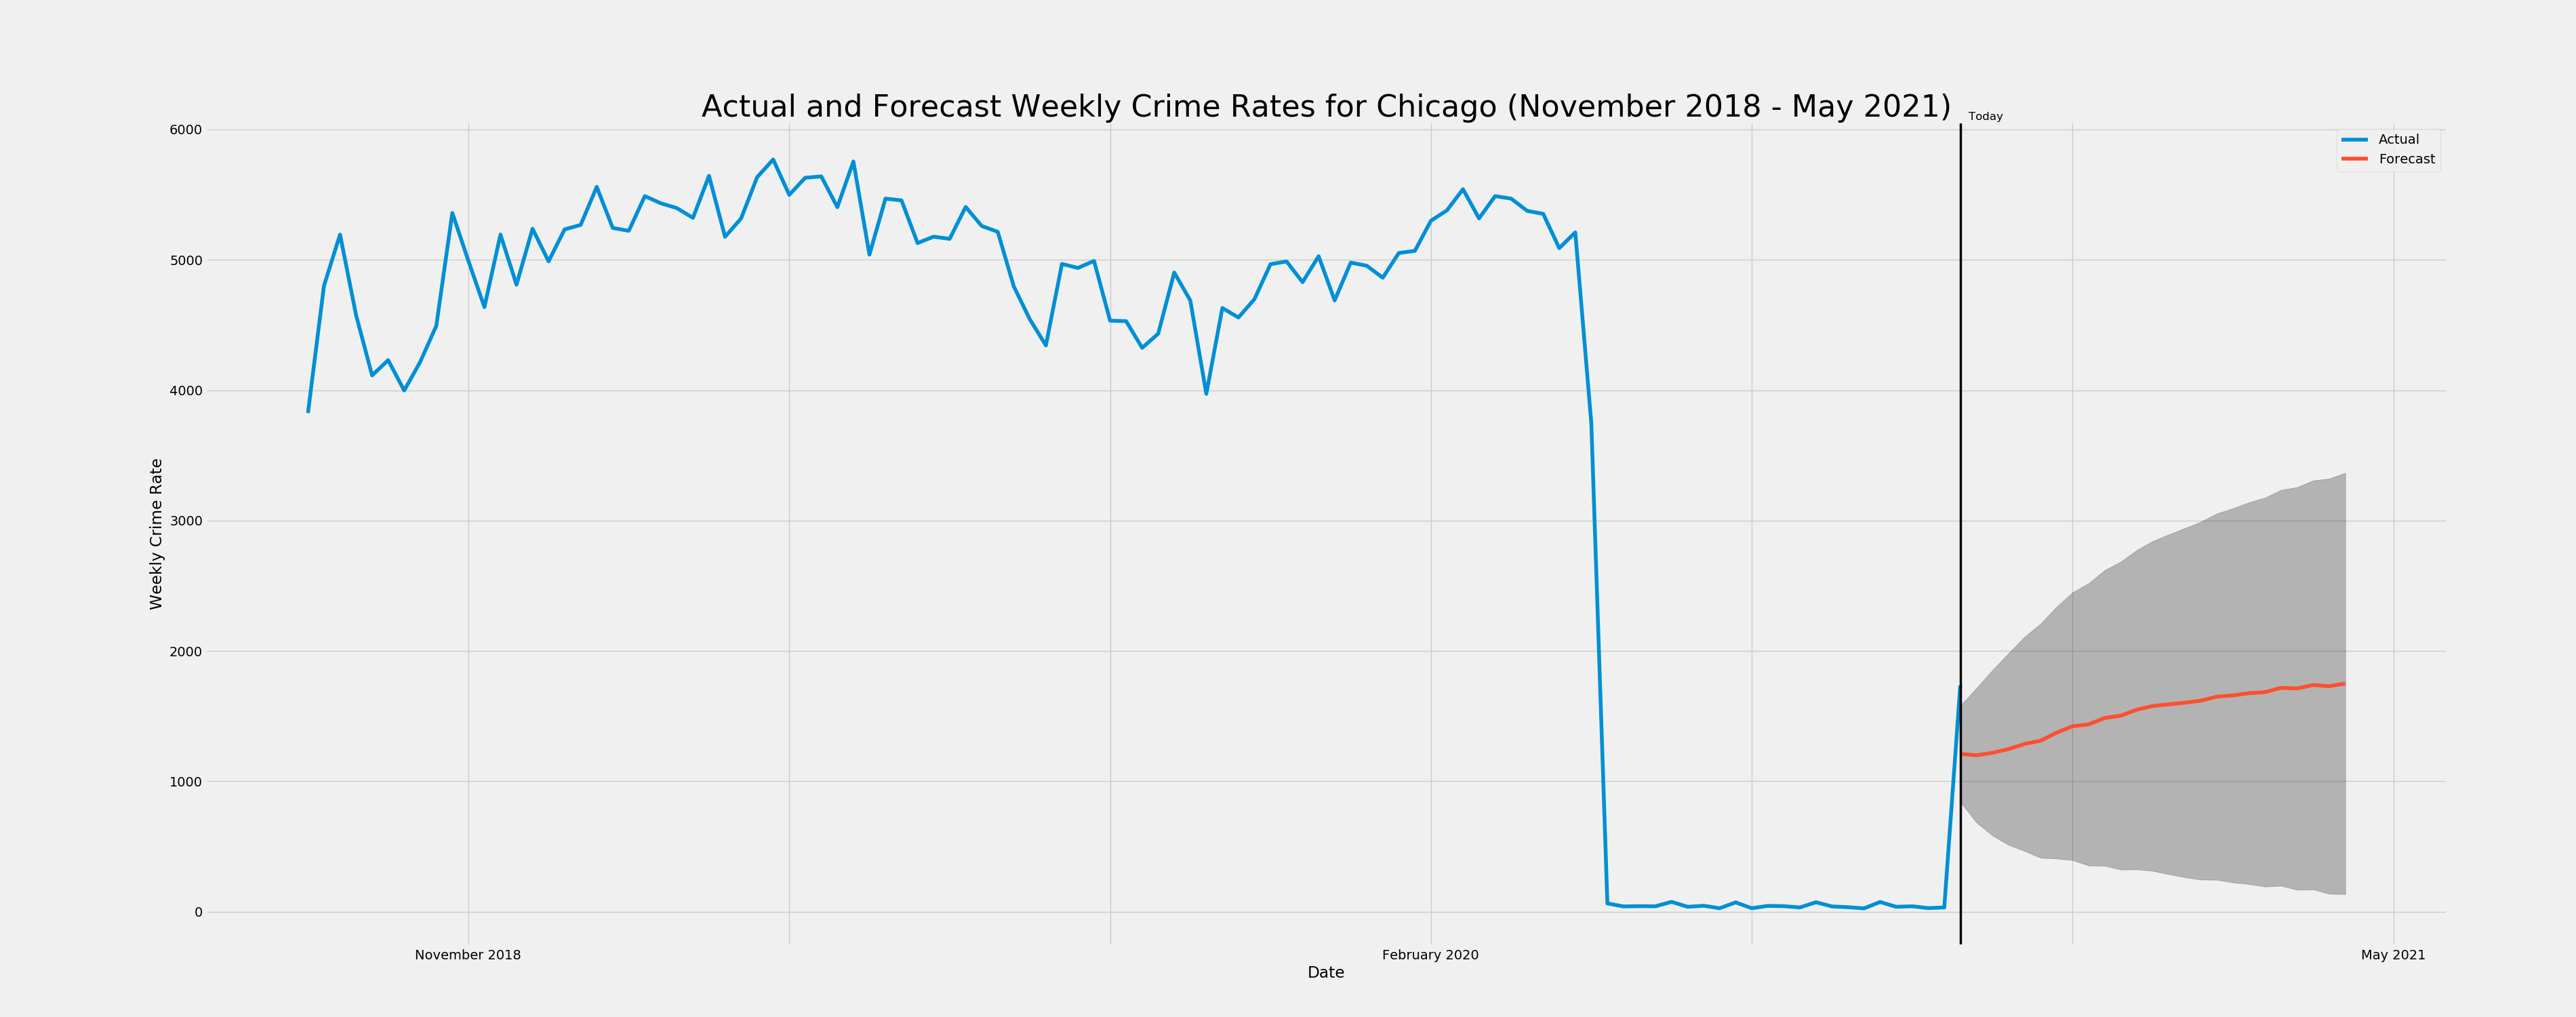 Actual and Forecast Weekly Crime Rates for Chicago (November 2018 - May 2021)
Today
Actual
Forecast
6000
5000
4000
3000
2000
1000
0
Weekly Crime Rate
November 2018
February 2020
May 2021
Date